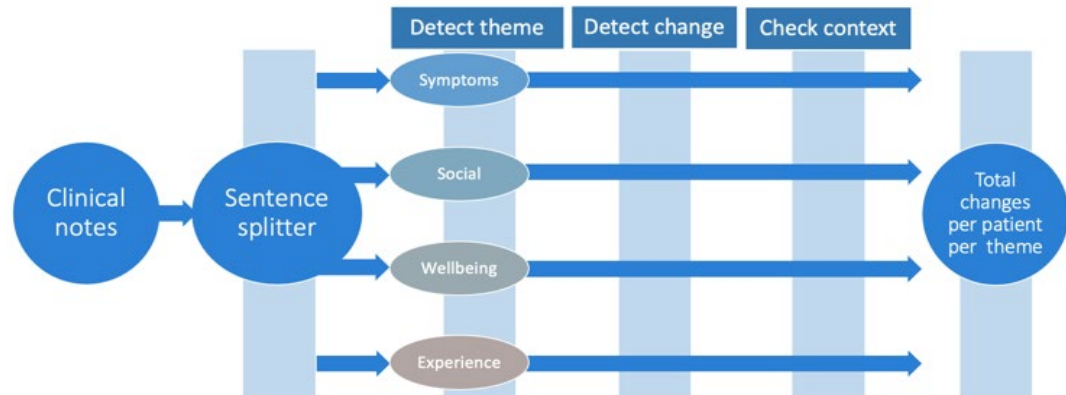 Detect theme
Detect change
Check context
Symptoms
Social
Clinical
notes
Sentence
splitter
Total
changes
per patient
per theme
Wellbeing
Experience